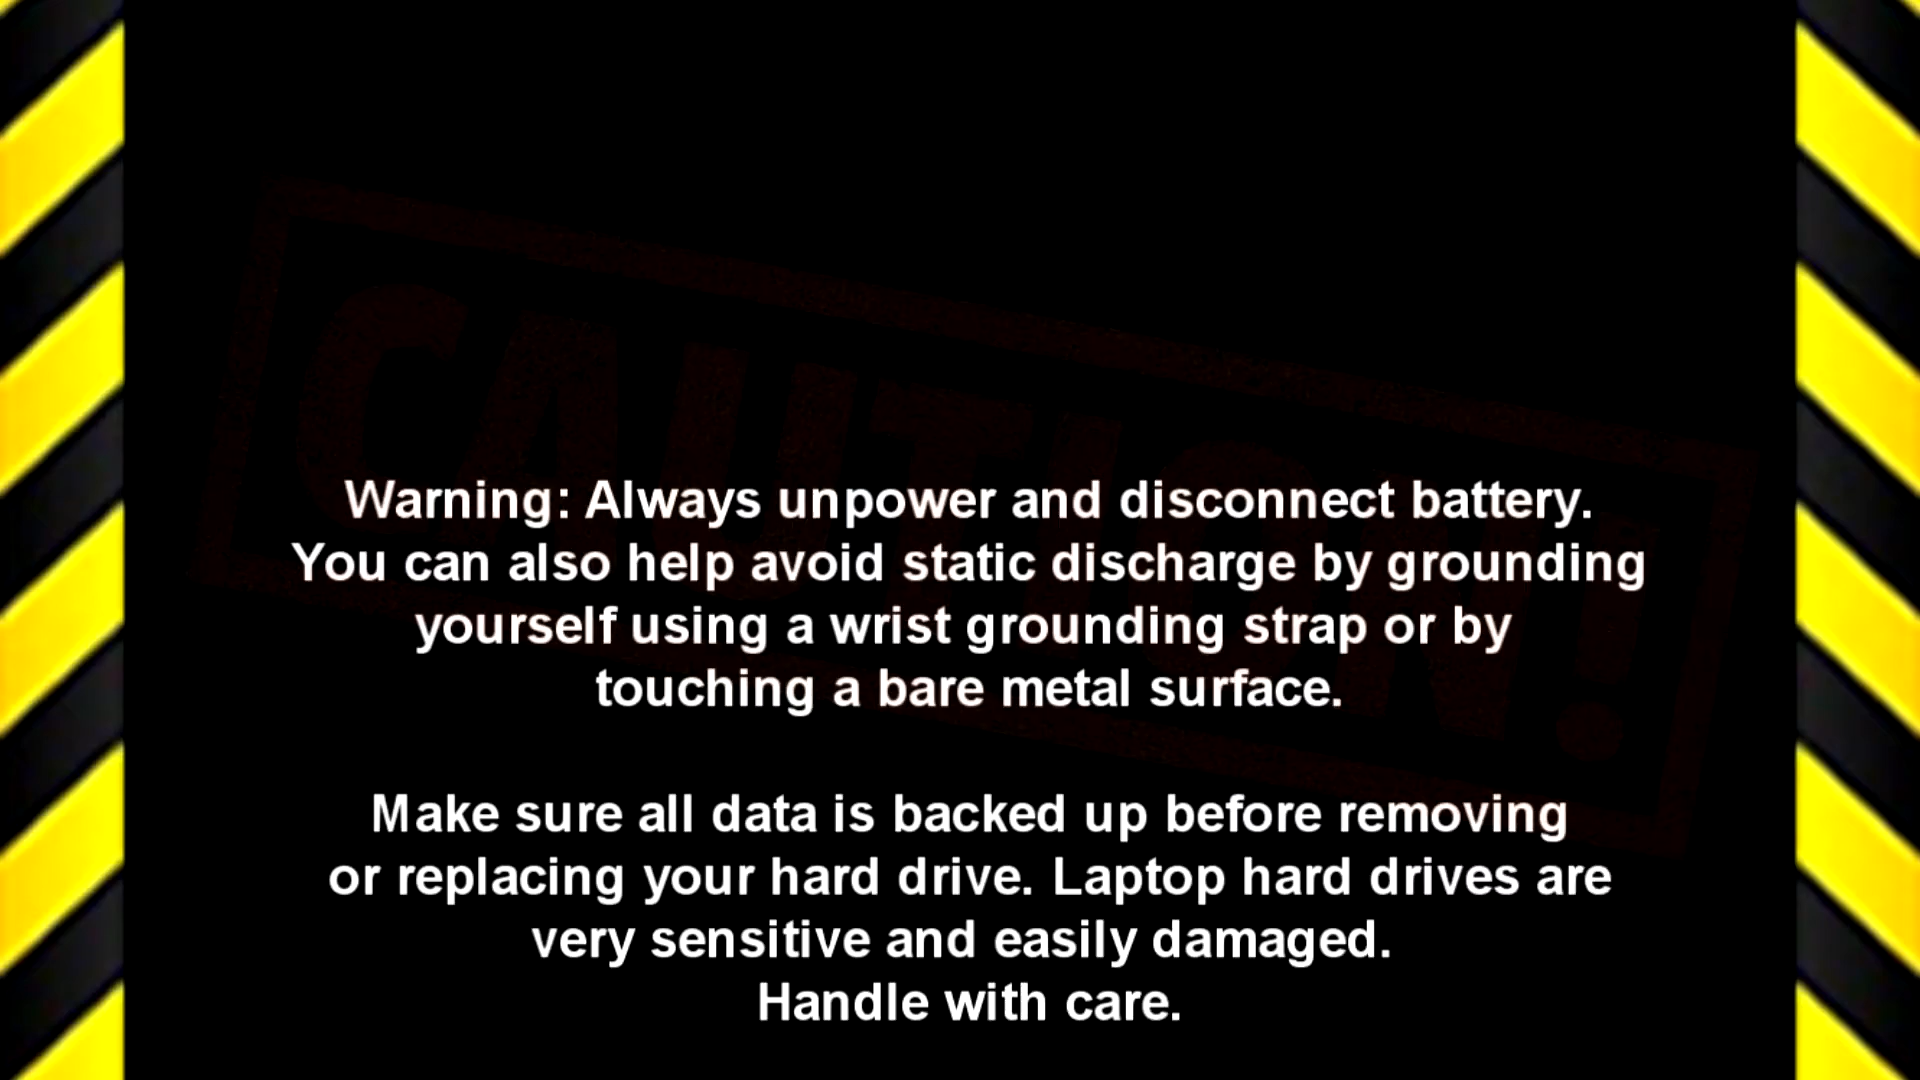 CAUTION!
Warning: Always unpower and disconnect battery.
You can also help avoid static discharge by grounding
yourself using a wrist grounding strap or by
touching a bare metal surface.
Make sure all data is backed up before removing
or replacing your hard drive. Laptop hard drives are
very sensitive and easily damaged.
Handle with care.